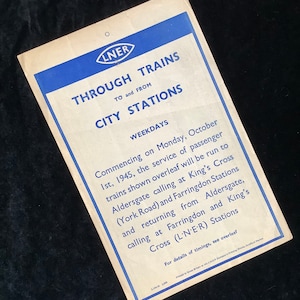 L·N·E·R
THROUGH TRAINS
TO and FROM
CITY STATIONS
WEEKDAYS
Commencing on Monday, October
1st, 1945, the service of passenger
trains shown overleaf will be run to
Aldersgate calling at King's Cross
(York Road) and Farringdon Stations
and returning from Aldersgate,
calling at Farringdon and King's
Cross (L·N·E·R) Stations
For details of timings, see overleaf